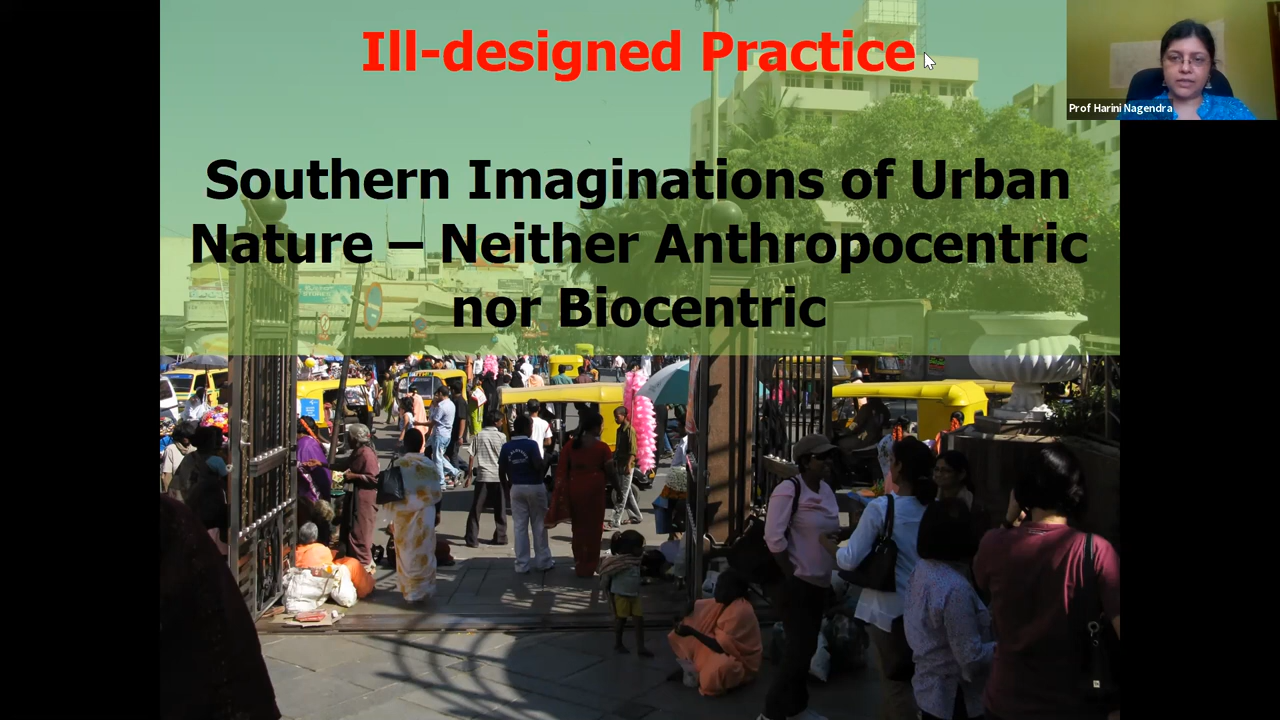 Ill-designed Practice
Prof Harini Nagendra
Southern Imaginations of Urban
Nature – Neither Anthropocentric
nor Biocentric